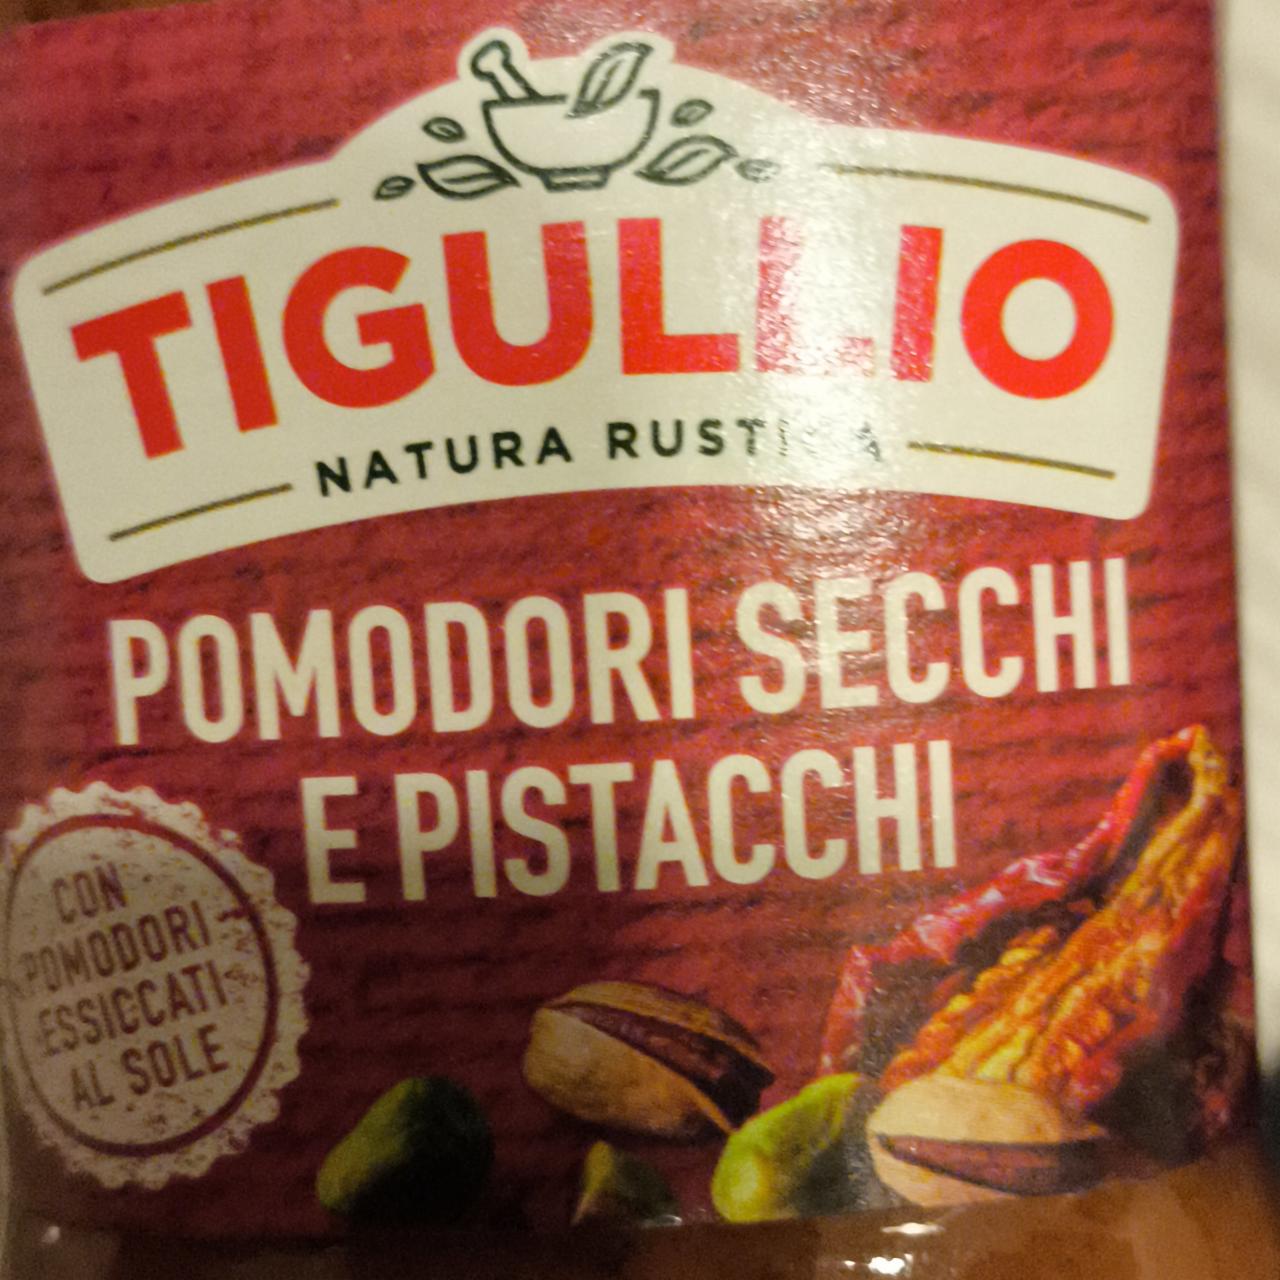 TIGULLIO
NATURA RUSTICA
POMODORI SECCHI
E PISTACCHI
CON
POMODORI
ESSICCATI
AL SOLE